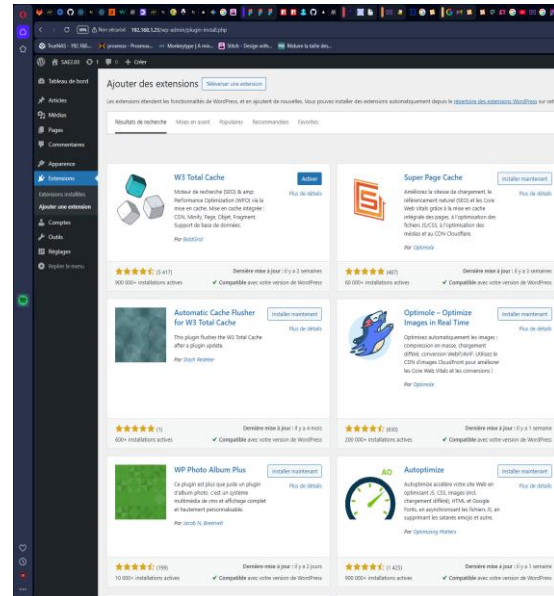 Non sécurisé 192.168.1.25/wp-admin/plugin-install.php
TrueNAS - 192.168...
proxmox - Proxmo...
Monkeytype | A min...
Stitch - Design with...
Réduire la taille des...
SAE2.03
Créer
Tableau de bord
Articles
Médias
Pages
Commentaires
Apparence
Extensions
Extensions installées
Ajouter une extension
Comptes
Outils
Réglages
Replier le menu
Ajouter des extensions
Téléverser une extension
Les extensions étendent les fonctionnalités de WordPress, et en ajoutent de nouvelles. Vous pouvez installer des extensions automatiquement depuis le répertoire des extensions WordPress sur cet
Résultats de recherche
Mises en avant
Populaires
Recommandées
Favorites
W3 Total Cache
Activer
Plus de détails
Moteur de recherche (SEO) & amp;
Performance Optimization (WPO) via la
mise en cache. Mise en cache intégrée :
CDN, Minify, Page, Objet, Fragment,
Support de base de données.
Par BoldGrid
(5 417)
900 000+ installations actives
Dernière mise à jour : il y a 2 semaines
Compatible avec votre version de WordPress
Super Page Cache
Installer maintenant
Plus de détails
Améliorez la vitesse de chargement, le
référencement naturel (SEO) et les Core
Web Vitals grâce à la mise en cache
intégrale des pages, à l'optimisation des
fichiers JS/CSS, à l'optimisation des
médias et au CDN Cloudflare.
Par Optimole
60 000+ installations actives
Dernière mise à jour : il y a 3 semaines
Compatible avec votre version de WordPress
Automatic Cache Flusher
for W3 Total Cache
Installer maintenant
Plus de détails
This plugin flushes the W3 Total Cache
after a plugin update.
Par
(1)
600+ installations actives
Dernière mise à jour : il y a 4 mois
Compatible avec votre version de WordPress
Optimole – Optimize
Images in Real Time
Installer maintenant
Plus de détails
Optimisez automatiquement les images :
compression en masse, chargement
différé, conversion WebP/AVIF. Utilisez le
CDN d'images CloudFront pour améliorer
les Core Web Vitals et les conversions !
Par Optimole
200 000+ installations actives
Dernière mise à jour : il y a 1 semaine
Compatible avec votre version de WordPress
WP Photo Album Plus
Installer maintenant
Plus de détails
Ce plugin est plus que juste un plugin
d'album photo, c'est un système
multimédia de cms et affichage complet
et hautement personnalisable.
Par Jacob N. Breetvelt
(199)
10 000+ installations actives
Dernière mise à jour : il y a 2 jours
Compatible avec votre version de WordPress
AO
Autoptimize
Installer maintenant
Plus de détails
Autoptimize accélère votre site Web en
optimisant JS, CSS, images (incl.
chargement différé), HTML et Google
Fonts, en asynchronisant les fichiers JS, en
supprimant les satanés emojis et autre.
Par Optimizing Matters
(1 423)
900 000+ installations actives
Dernière mise à jour : il y a 1 semaine
Compatible avec votre version de WordPress